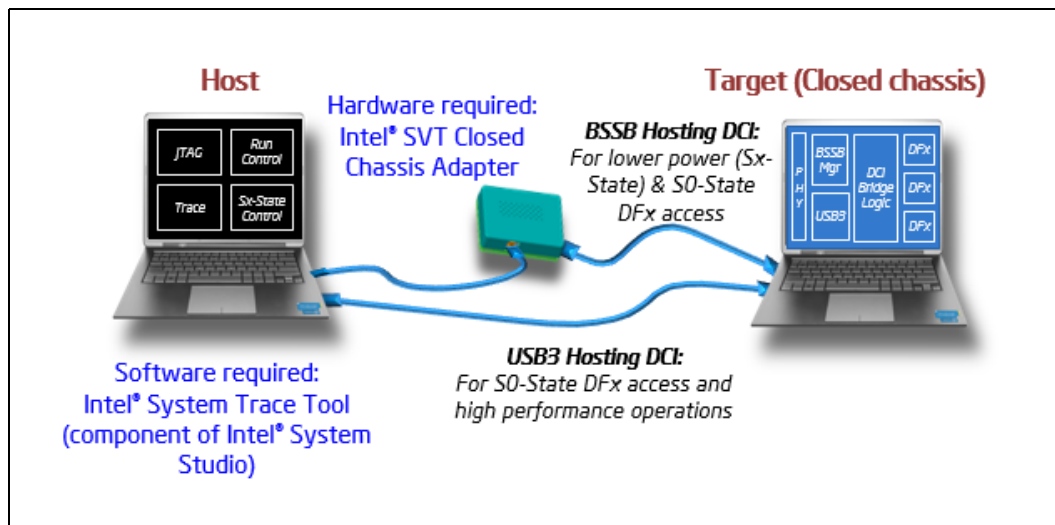 Host
Target (Closed chassis)
Hardware required:
Intel® SVT Closed
Chassis Adapter
BSSB Hosting DCI:
For lower power (Sx-
State) & S0-State
DFx access
JTAG
Run
Control
Trace
Sx-State
Control
P
H
Y
BSSB
Mgr
USB3
DCI
Bridge
Logic
DFx
DFx
DFx
USB3 Hosting DCI:
For S0-State DFx access and
high performance operations
Software required:
Intel® System Trace Tool
(component of Intel® System
Studio)